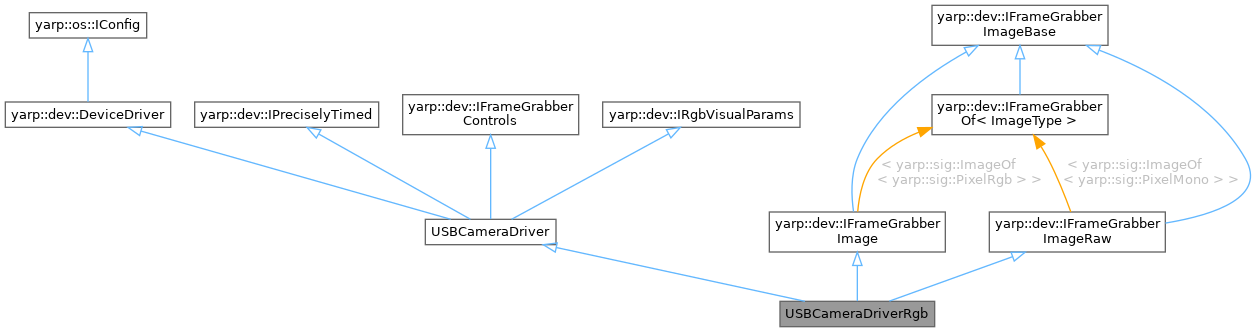 yarp::os::IConfig
yarp::dev::IFrameGrabber
ImageBase
yarp::dev::DeviceDriver
yarp::dev::IPreciselyTimed
yarp::dev::IFrameGrabber
Controls
yarp::dev::IRgbVisualParams
yarp::dev::IFrameGrabber
Of< ImageType >
< yarp::sig::ImageOf
< yarp::sig::PixelRgb > >
< yarp::sig::ImageOf
< yarp::sig::PixelMono > >
USBCameraDriver
yarp::dev::IFrameGrabber
Image
yarp::dev::IFrameGrabber
ImageRaw
USBCameraDriverRgb